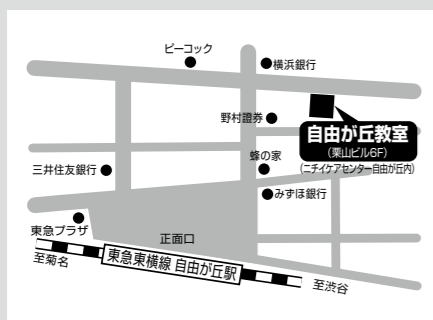 ピーコック
横浜銀行
野村證券
自由が丘教室
(栗山ビル6F)
(ニチイケアセンター自由が丘内)
蜂の家
三井住友銀行
みずほ銀行
東急プラザ
正面口
東急東横線 自由が丘駅
至菊名
至渋谷